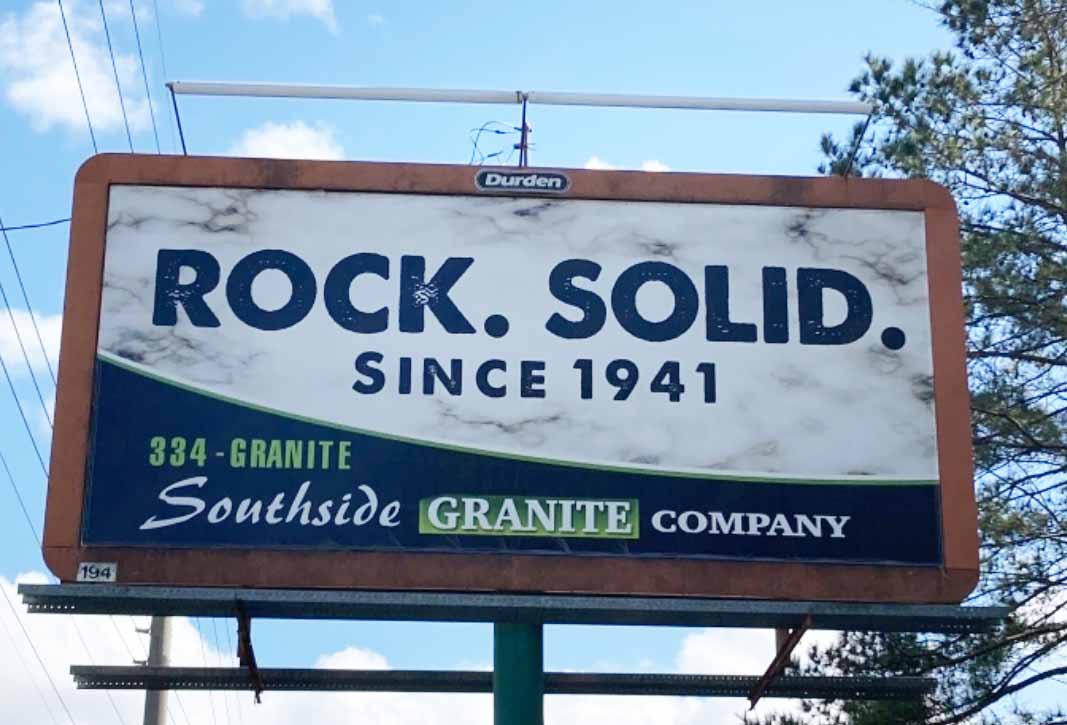 Durden
ROCK. SOLID.
SINCE 1941
334-GRANITE
Southside GRANITE COMPANY
194